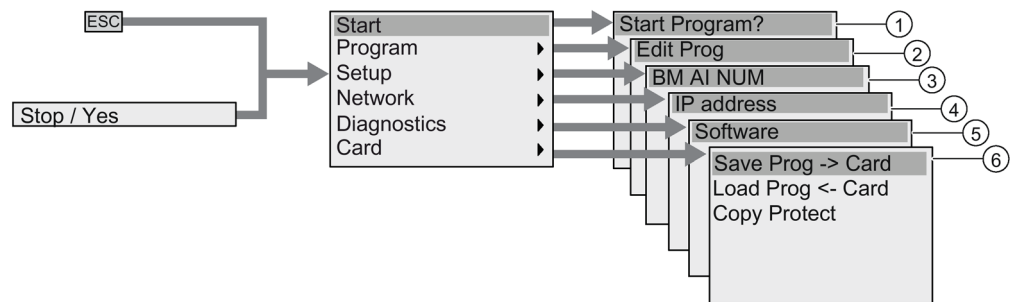 ESC
Stop / Yes
Start
Program
Setup
Network
Diagnostics
Card
Start Program?
Edit Prog
BM AI NUM
IP address
Software
Save Prog -> Card
Load Prog <- Card
Copy Protect
1
2
3
4
5
6